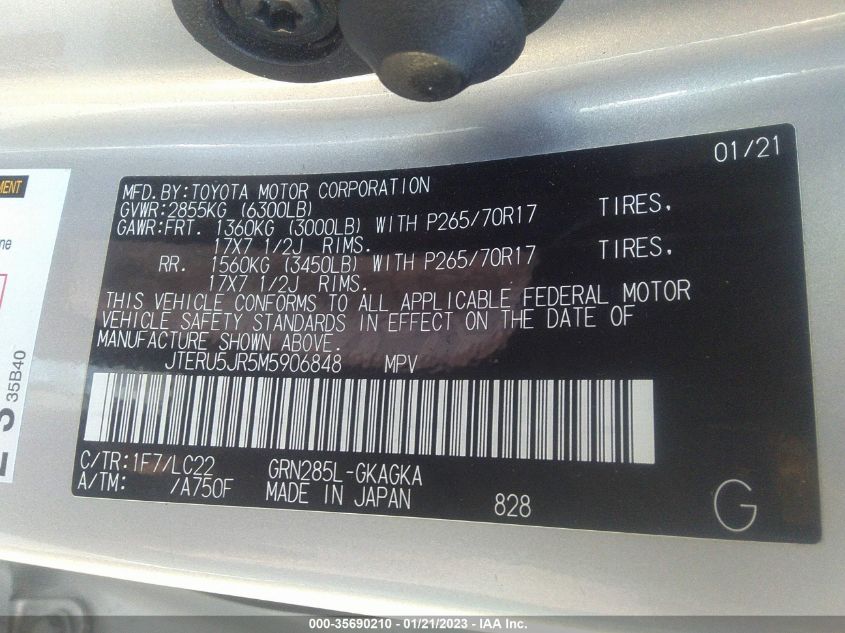 01/21
MFD.BY:TOYOTA MOTOR CORPORATION
GVWR:2855KG (6300LB)
GAWR:FRT. 1360KG (3000LB) WITH P265/70R17 TIRES,
17X7 1/2J RIMS.
RR. 1560KG (3450LB) WITH P265/70R17 TIRES,
17X7 1/2J RIMS.
THIS VEHICLE CONFORMS TO ALL APPLICABLE FEDERAL MOTOR
VEHICLE SAFETY STANDARDS IN EFFECT ON THE DATE OF
MANUFACTURE SHOWN ABOVE.
JTERU5JR5M5906848 MPV
C/TR:1F7/LC22 GRN285L-GKAGKA
A/TM: /A750F MADE IN JAPAN 828
G
35B40
000-35690210 - 01/21/2023 - IAA Inc.